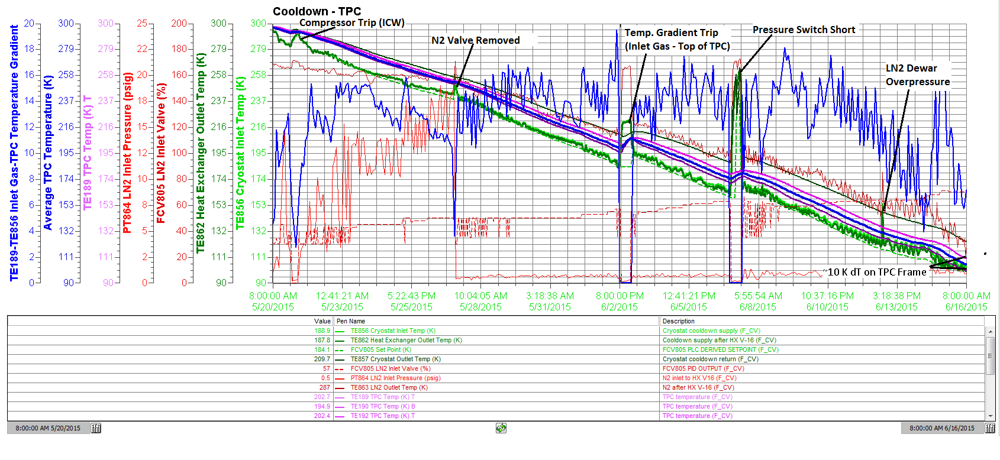 Cooldown - TPC
Compressor Trip (ICW)
N2 Valve Removed
Temp. Gradient Trip
(Inlet Gas - Top of TPC)
Pressure Switch Short
LN2 Dewar
Overpressure
~10 K dT on TPC Frame
TE189-TE856 Inlet Gas-TPC Temperature Gradient
20
18
16
14
12
10
8
6
4
2
0
Average TPC Temperature (K)
300
279
258
237
216
195
174
153
132
111
90
TE189 TPC Temp (K) T
300
279
258
237
216
195
174
153
132
111
90
PT864 LN2 Inlet Pressure (psig)
25
22
20
18
15
12
10
8
5
2
0
FCV805 LN2 Inlet Valve (%)
200
180
160
140
120
100
80
60
40
20
0
TE862 Heat Exchanger Outlet Temp (K)
300
279
258
237
216
195
174
153
132
111
90
TE856 Cryostat Inlet Temp (K)
300
279
258
237
216
195
174
153
132
111
90
8:00:00 AM 12:41:21 AM 5:22:43 PM 10:04:05 AM 3:18:38 AM 8:00:00 PM 12:41:21 PM 5:55:54 AM 10:37:16 PM 3:18:38 PM 8:00:00 AM
5/20/2015 5/23/2015 5/25/2015 5/28/2015 5/31/2015 6/2/2015 6/5/2015 6/8/2015 6/10/2015 6/13/2015 6/16/2015
Value Pen Name Description
188.9 TE856 Cryostat Inlet Temp (K) Cryostat cooldown supply (F_CV)
187.8 TE862 Heat Exchanger Outlet Temp (K) Cooldown supply after HX V-16 (F_CV)
184.1 FCV805 Set Point (K) FCV805 PLC DERIVED SETPOINT (F_CV)
209.7 TE857 Cryostat Outlet Temp (K) Cryostat cooldown return (F_CV)
57 FCV805 LN2 Inlet Valve (%) FCV805 PID OUTPUT (F_CV)
0.5 PT864 LN2 Inlet Pressure (psig) N2 inlet to HX V16 (F_CV)
287 TE863 LN2 Outlet Temp (K) N2 after HX V-16 (F_CV)
202.7 TE189 TPC Temp (K) T TPC temperature (F_CV)
194.9 TE190 TPC Temp (K) B TPC temperature (F_CV)
202.4 TE192 TPC Temp (K) T TPC temperature (F_CV)
8:00:00 AM 5/20/2015 8:00:00 AM 6/16/2015